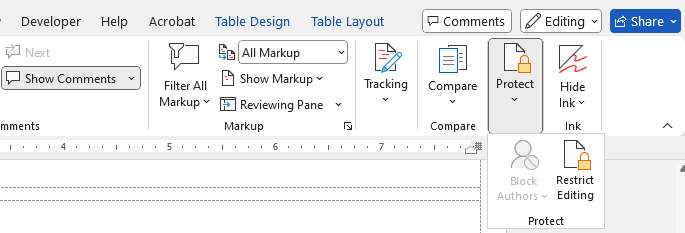 Developer Help Acrobat Table Design Table Layout Comments Editing Share
Next
Show Comments
mments
Filter All
Markup
All Markup
Show Markup
Reviewing Pane
Markup
Tracking
Compare
Compare
Protect
Hide
Ink
Ink
4 5 6 7
Block
Authors
Restrict
Editing
Protect